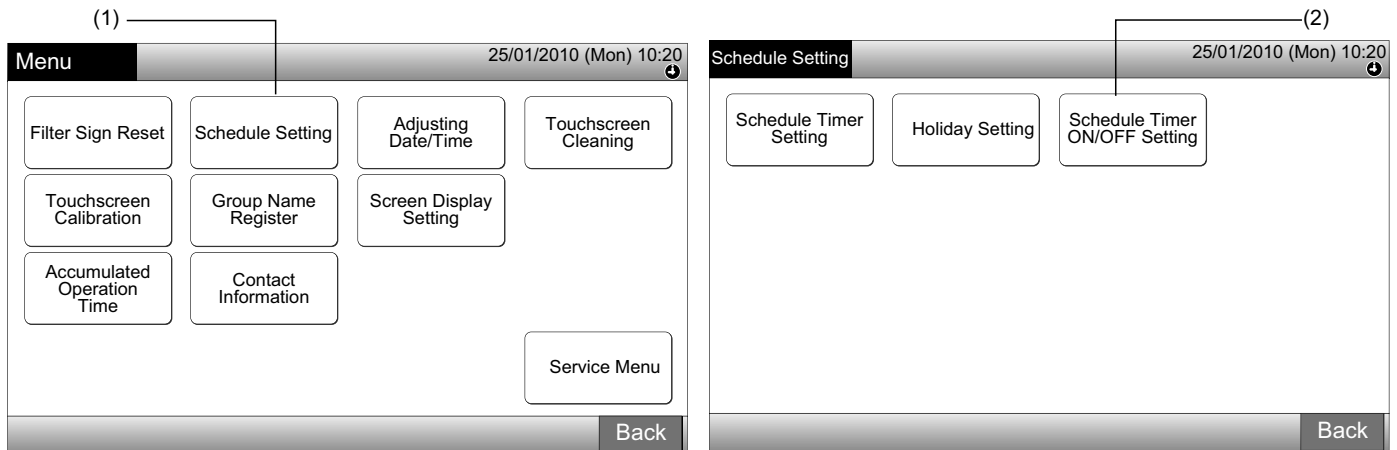 (1)
Menu
25/01/2010 (Mon) 10:20
Filter Sign Reset
Schedule Setting
Adjusting
Date/Time
Touchscreen
Cleaning
Touchscreen
Calibration
Group Name
Register
Screen Display
Setting
Accumulated
Operation
Time
Contact
Information
Service Menu
Back
(2)
Schedule Setting
25/01/2010 (Mon) 10:20
Schedule Timer
Setting
Holiday Setting
Schedule Timer
ON/OFF Setting
Back